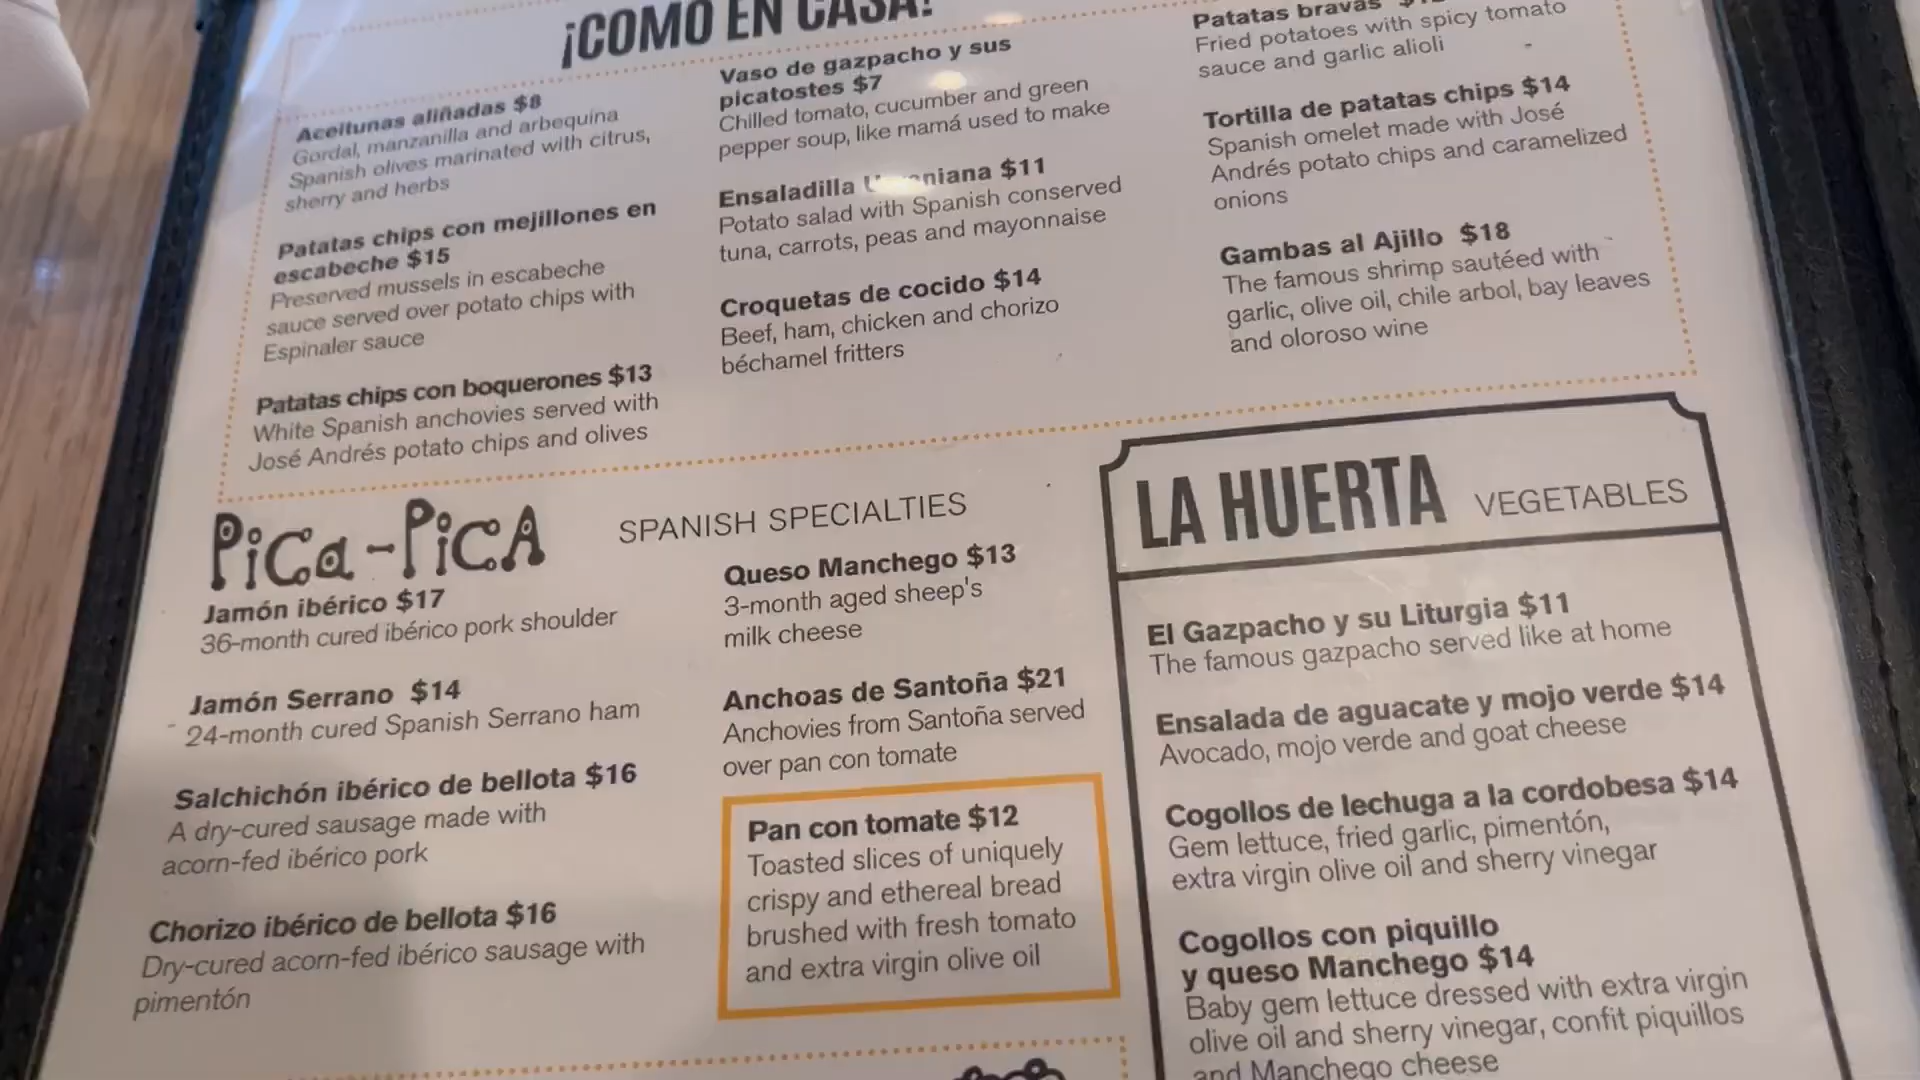 ¡COMO EN CASA!
Aceitunas aliñadas $8
Gordal, manzanilla and arbequina
Spanish olives marinated with citrus,
sherry and herbs
Patatas chips con mejillones en
escabeche $15
Preserved mussels in escabeche
sauce served over potato chips with
Espinaler sauce
Patatas chips con boquerones $13
White Spanish anchovies served with
José Andrés potato chips and olives
Vaso de gazpacho y sus
picatostes $7
Chilled tomato, cucumber and green
pepper soup, like mamá used to make
Ensaladilla $11
Potato salad with Spanish conserved
tuna, carrots, peas and mayonnaise
Croquetas de cocido $14
Beef, ham, chicken and chorizo
béchamel fritters
Patatas bravas
Fried potatoes with spicy tomato
sauce and garlic alioli
Tortilla de patatas chips $14
Spanish omelet made with José
Andrés potato chips and caramelized
onions
Gambas al Ajillo $18
The famous shrimp sautéed with
garlic, olive oil, chile arbol, bay leaves
and oloroso wine
PiCa-PiCA SPANISH SPECIALTIES
Jamón ibérico $17
36-month cured ibérico pork shoulder
Jamón Serrano $14
24-month cured Spanish Serrano ham
Salchichón ibérico de bellota $16
A dry-cured sausage made with
acorn-fed ibérico pork
Chorizo ibérico de bellota $16
Dry-cured acorn-fed ibérico sausage with
pimentón
Queso Manchego $13
3-month aged sheep's
milk cheese
Anchoas de Santoña $21
Anchovies from Santoña served
over pan con tomate
Pan con tomate $12
Toasted slices of uniquely
crispy and ethereal bread
brushed with fresh tomato
and extra virgin olive oil
LA HUERTA VEGETABLES
El Gazpacho y su Liturgia $11
The famous gazpacho served like at home
Ensalada de aguacate y mojo verde $14
Avocado, mojo verde and goat cheese
Cogollos de lechuga a la cordobesa $14
Gem lettuce, fried garlic, pimentón,
extra virgin olive oil and sherry vinegar
Cogollos con piquillo
y queso Manchego $14
Baby gem lettuce dressed with extra virgin
olive oil and sherry vinegar, confit piquillos
and Manchego cheese